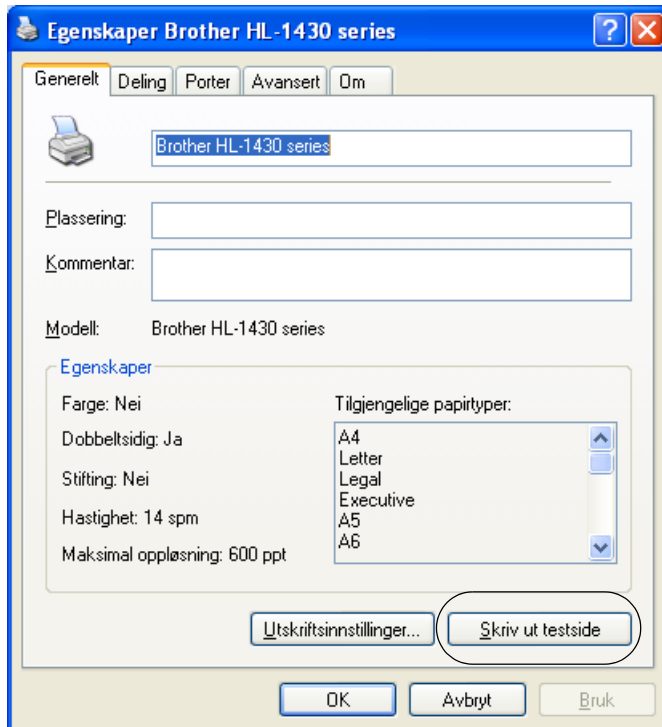 Egenskaper Brother HL-1430 series
Generelt Deling Porter Avansert Om
Brother HL-1430 series
Plassering:
Kommentar:
Modell: Brother HL-1430 series
Egenskaper
Farge: Nei
Dobbeltsidig: Ja
Stifting: Nei
Hastighet: 14 spm
Maksimal oppløsning: 600 ppt
Tilgjengelige papirtyper:
A4
Letter
Legal
Executive
A5
A6
Utskriftsinnstillinger... Skriv ut testside
OK Avbryt Bruk